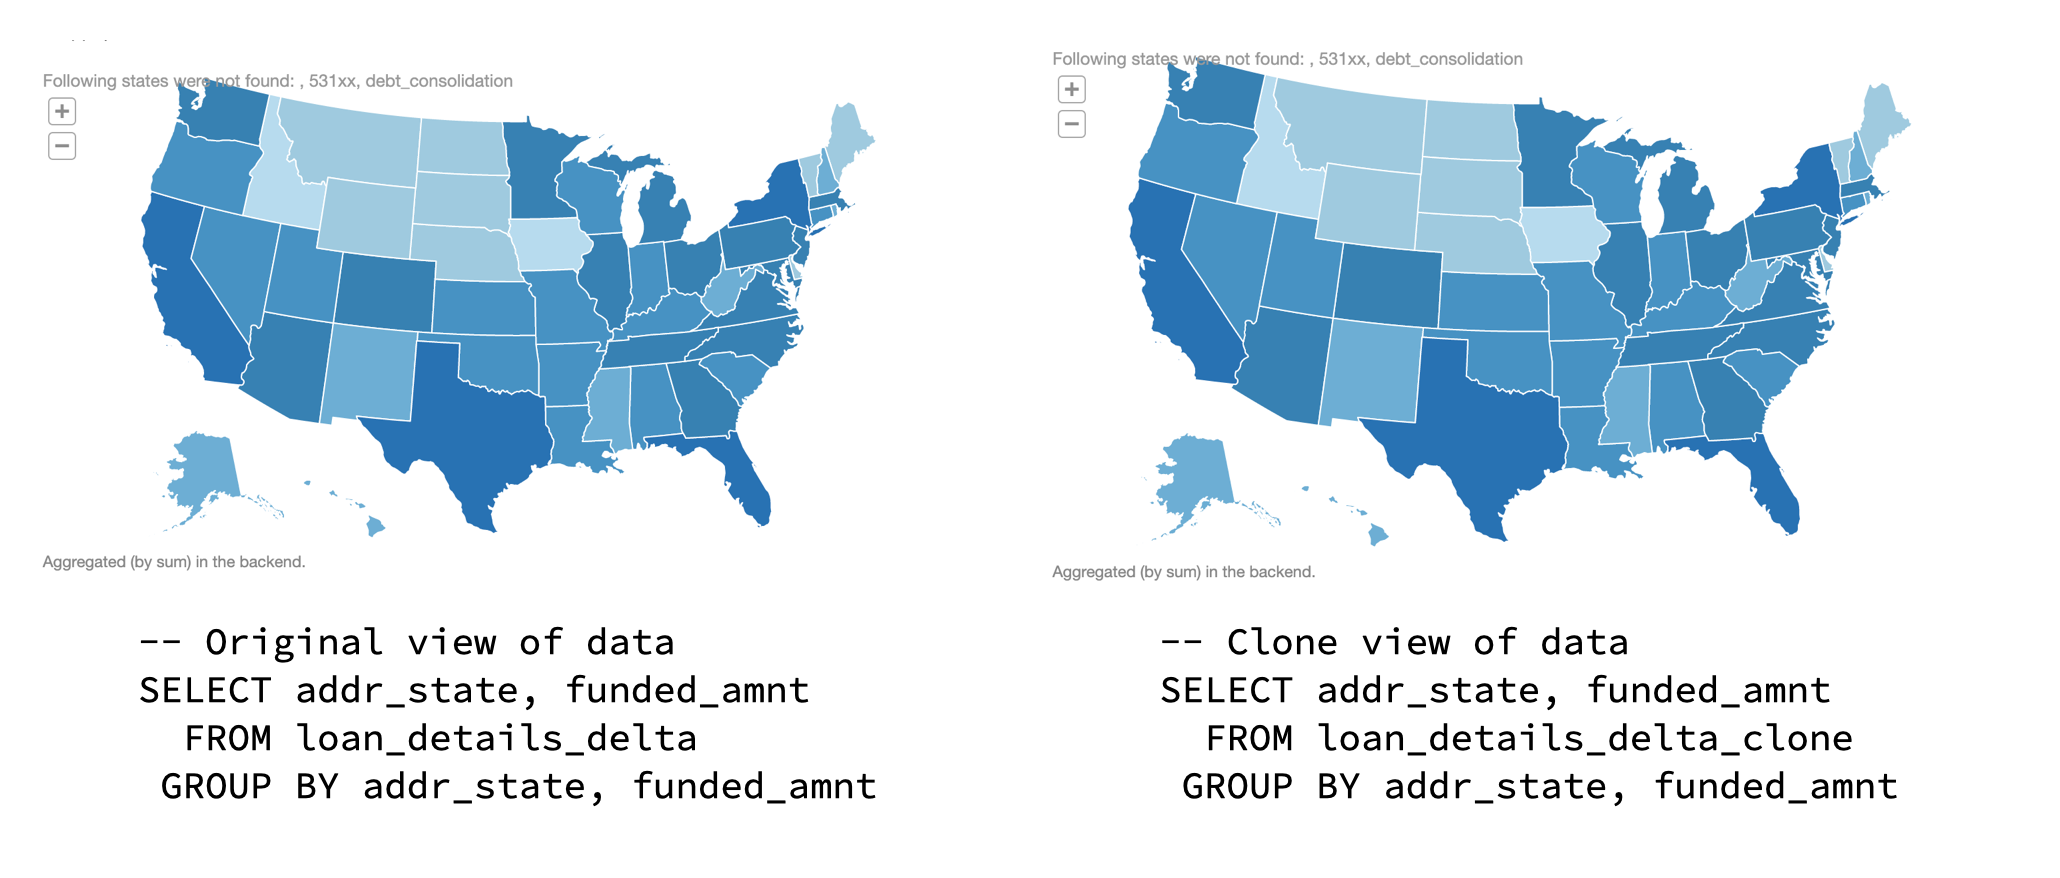 Following states were not found: , 531xx, debt_consolidation
+
−
Aggregated (by sum) in the backend.
-- Original view of data
SELECT addr_state, funded_amnt
FROM loan_details_delta
GROUP BY addr_state, funded_amnt
Following states were not found: , 531xx, debt_consolidation
+
−
Aggregated (by sum) in the backend.
-- Clone view of data
SELECT addr_state, funded_amnt
FROM loan_details_delta_clone
GROUP BY addr_state, funded_amnt